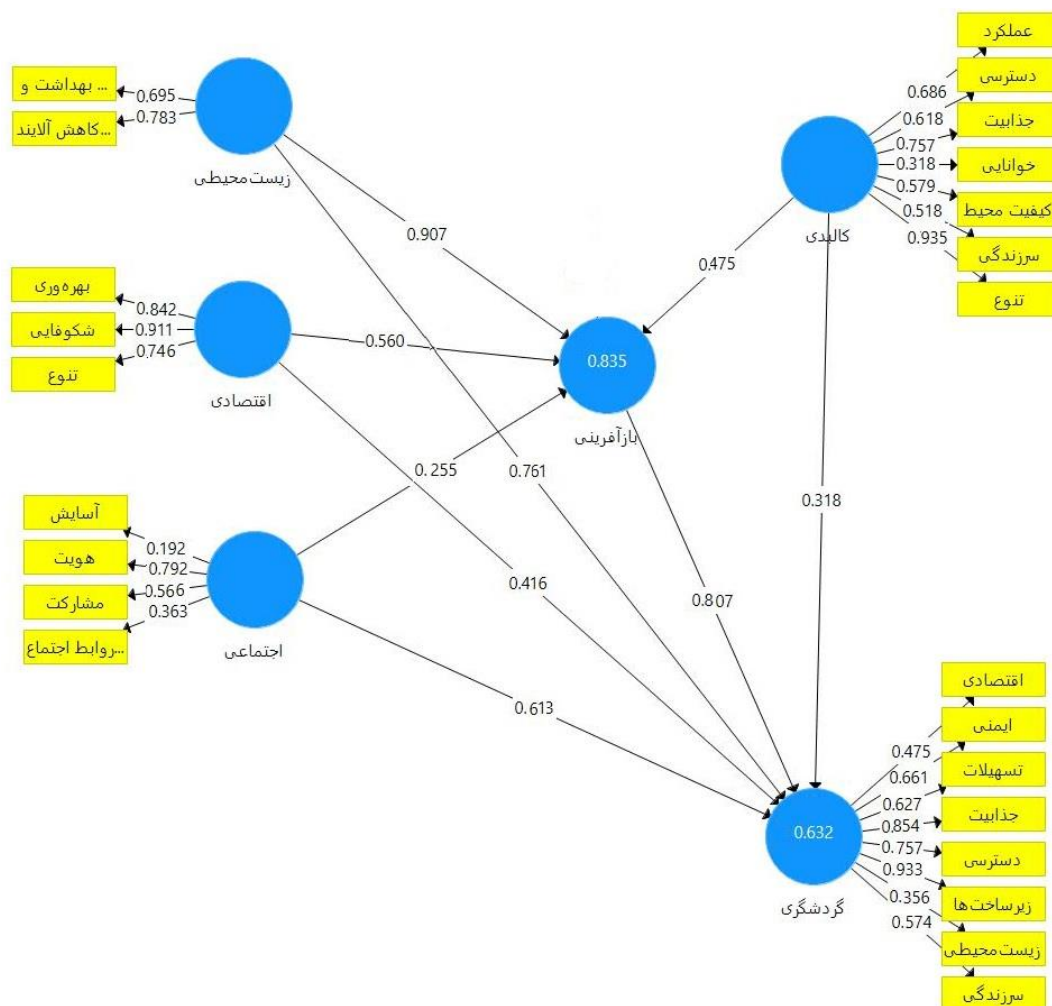 بهداشت و ...
کاهش آلایند...
0.695
0.783
زیست‌محیطی
بهره‌وری
شکوفایی
تنوع
0.842
0.911
0.746
اقتصادی
آسایش
هویت
مشارکت
روابط اجتماع...
0.192
0.792
0.566
0.363
اجتماعی
عملکرد
دسترسی
جذابیت
خوانایی
کیفیت محیط
سرزندگی
تنوع
0.686
0.618
0.757
0.318
0.579
0.518
0.935
کالبدی
0.907
0.475
0.560
0.255
0.835
بازآفرینی
0.761
0.416
0.613
0.807
0.318
0.632
گردشگری
اقتصادی
ایمنی
تسهیلات
جذابیت
دسترسی
زیرساخت‌ها
زیست‌محیطی
سرزندگی
0.475
0.661
0.627
0.854
0.757
0.933
0.356
0.574